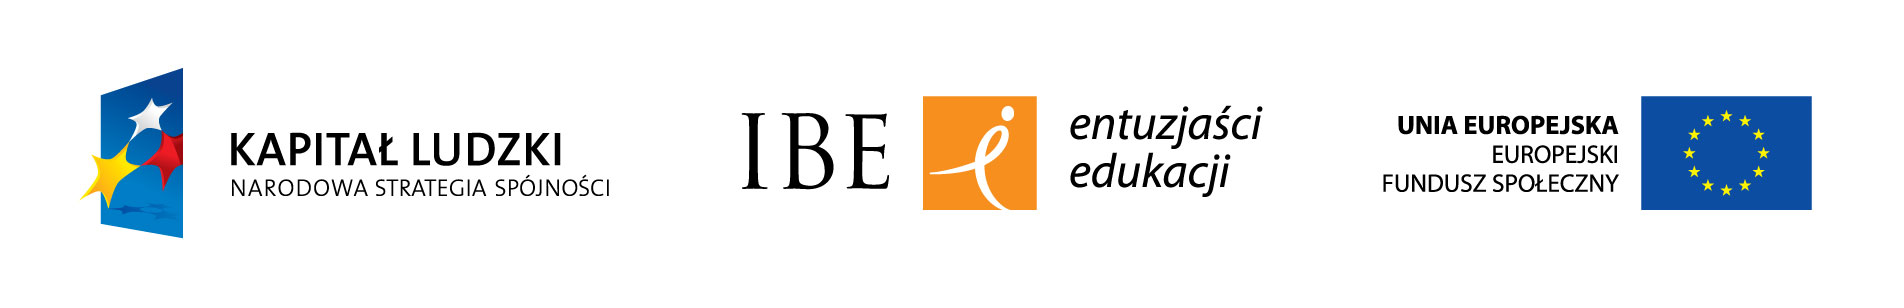 KAPITAŁ LUDZKI
NARODOWA STRATEGIA SPÓJNOŚCI
IBE
entuzjaści
edukacji
UNIA EUROPEJSKA
EUROPEJSKI
FUNDUSZ SPOŁECZNY